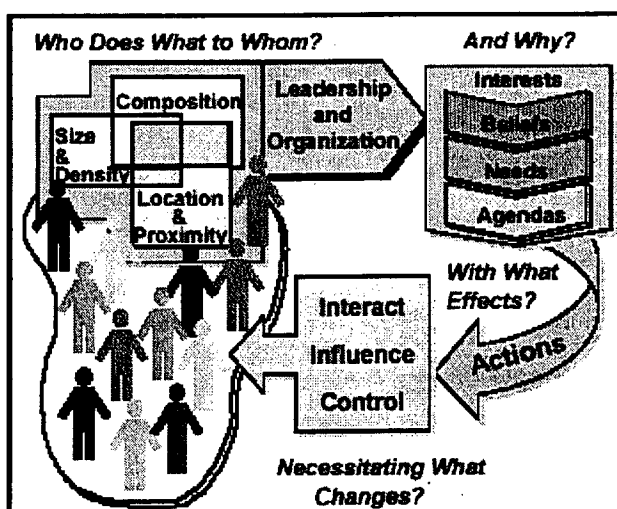 Who Does What to Whom?
And Why?
Composition
Size
&
Density
Location
&
Proximity
Leadership
and
Organization
Interests
Beliefs
Needs
Agendas
With What
Effects?
Actions
Interact
Influence
Control
Necessitating What
Changes?